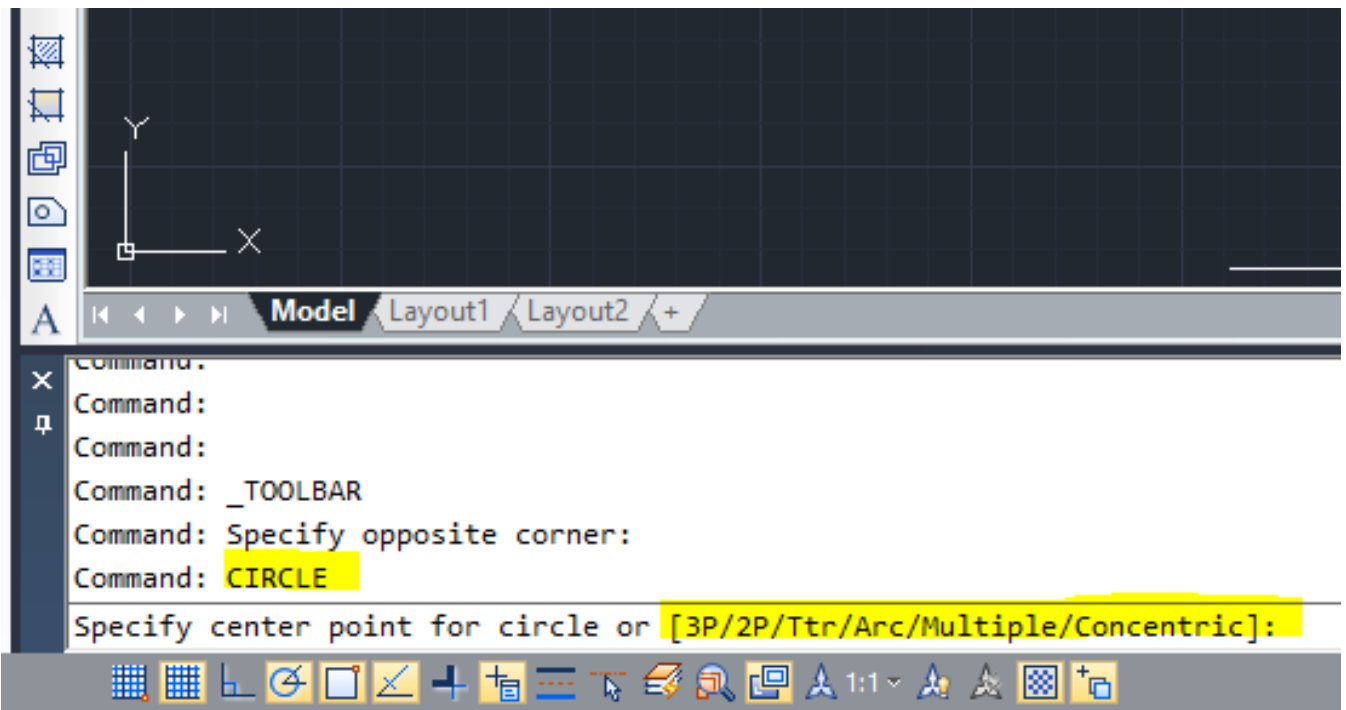 Y
X
A
Model Layout1 Layout2 +
Command:
Command:
Command:
Command: _TOOLBAR
Command: Specify opposite corner:
Command: CIRCLE
Specify center point for circle or [3P/2P/Ttr/Arc/Multiple/Concentric]:
1:1